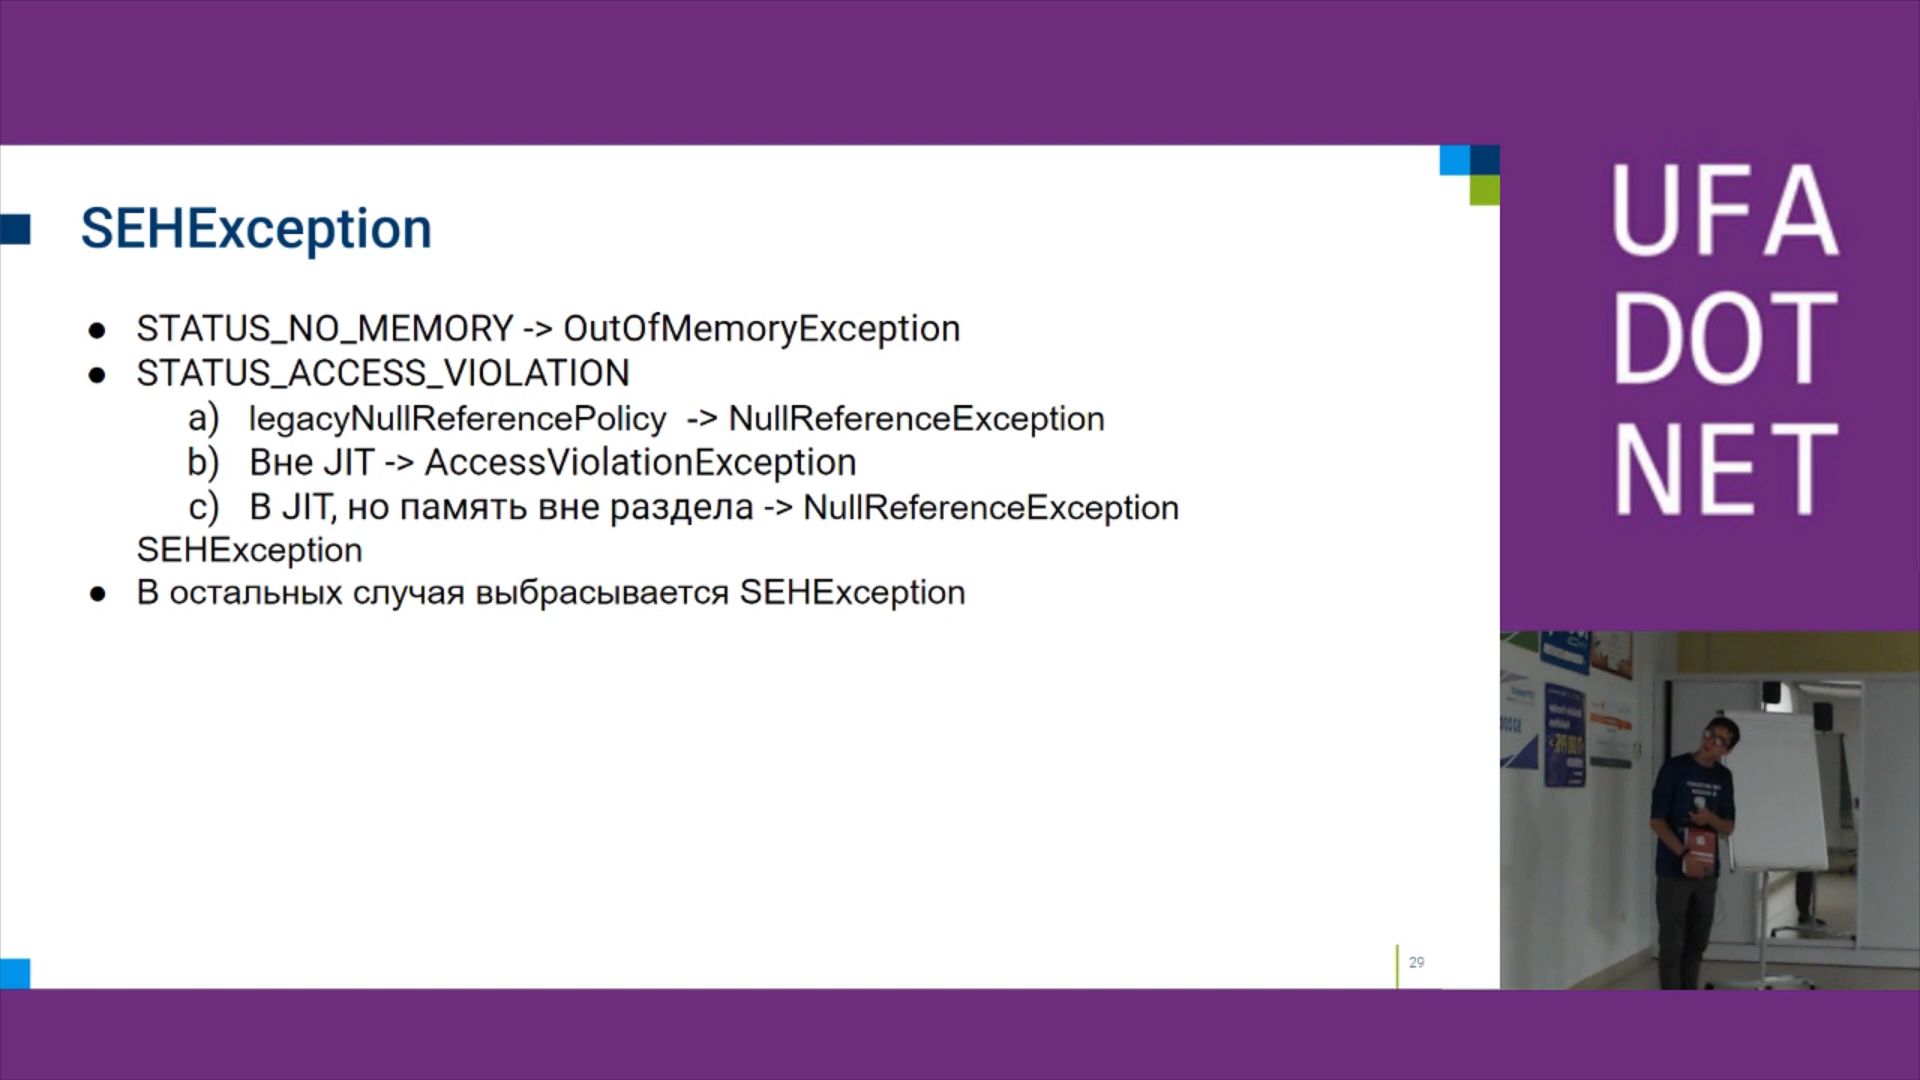 SEHException
● STATUS_NO_MEMORY -> OutOfMemoryException
● STATUS_ACCESS_VIOLATION
a) legacyNullReferencePolicy -> NullReferenceException
b) Вне JIT -> AccessViolationException
c) В JIT, но память вне раздела -> NullReferenceException
SEHException
● В остальных случая выбрасывается SEHException
29
UFA
DOT
NET